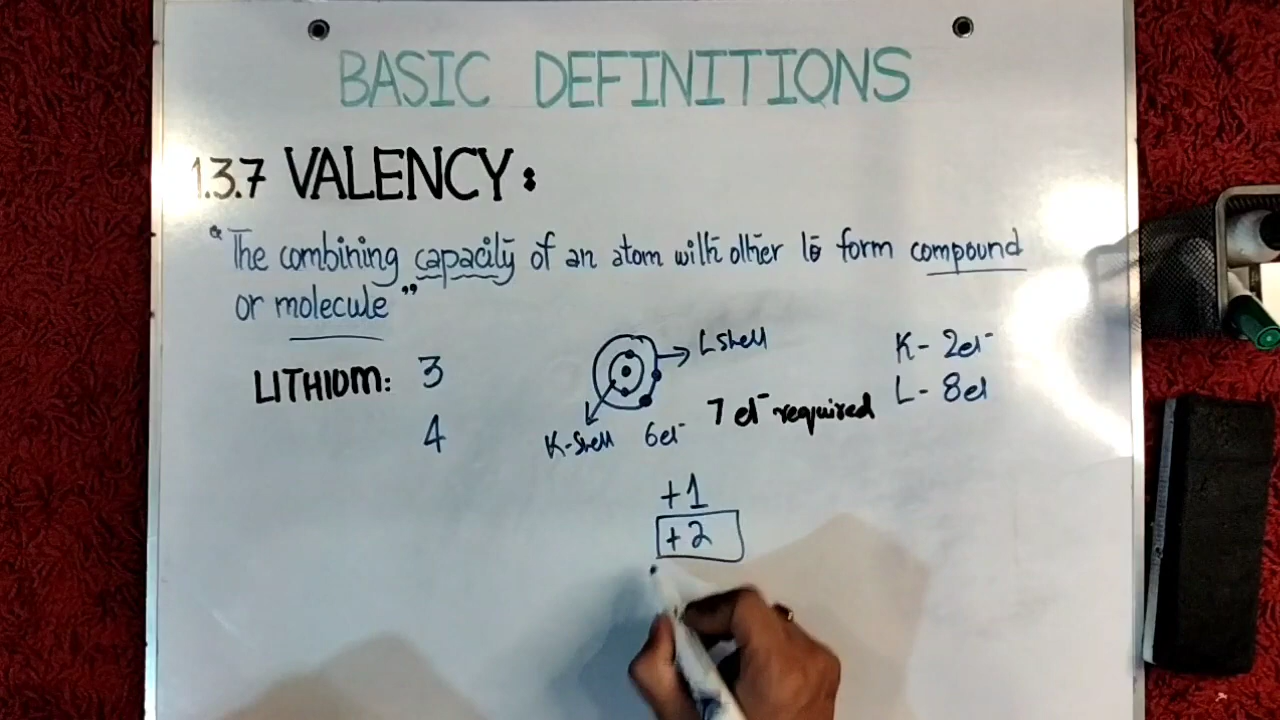 BASIC DEFINITIONS
1.3.7 VALENCY:
"The combining capacity of an atom with other to form compound
or molecule"
LITHIOM: 3
4
L shell
K-Shell 6el⁻
7 el⁻ required
K- 2el⁻
L- 8el
+1
+2